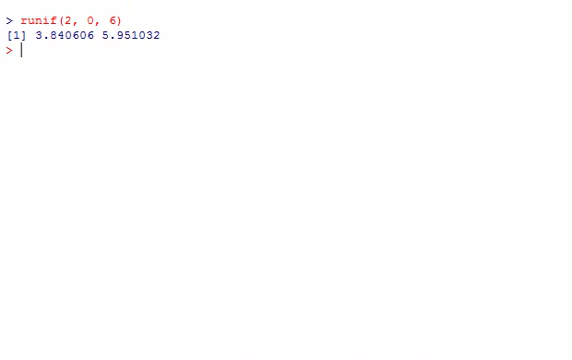 > runif(2, 0, 6)
[1] 3.840606 5.951032
>